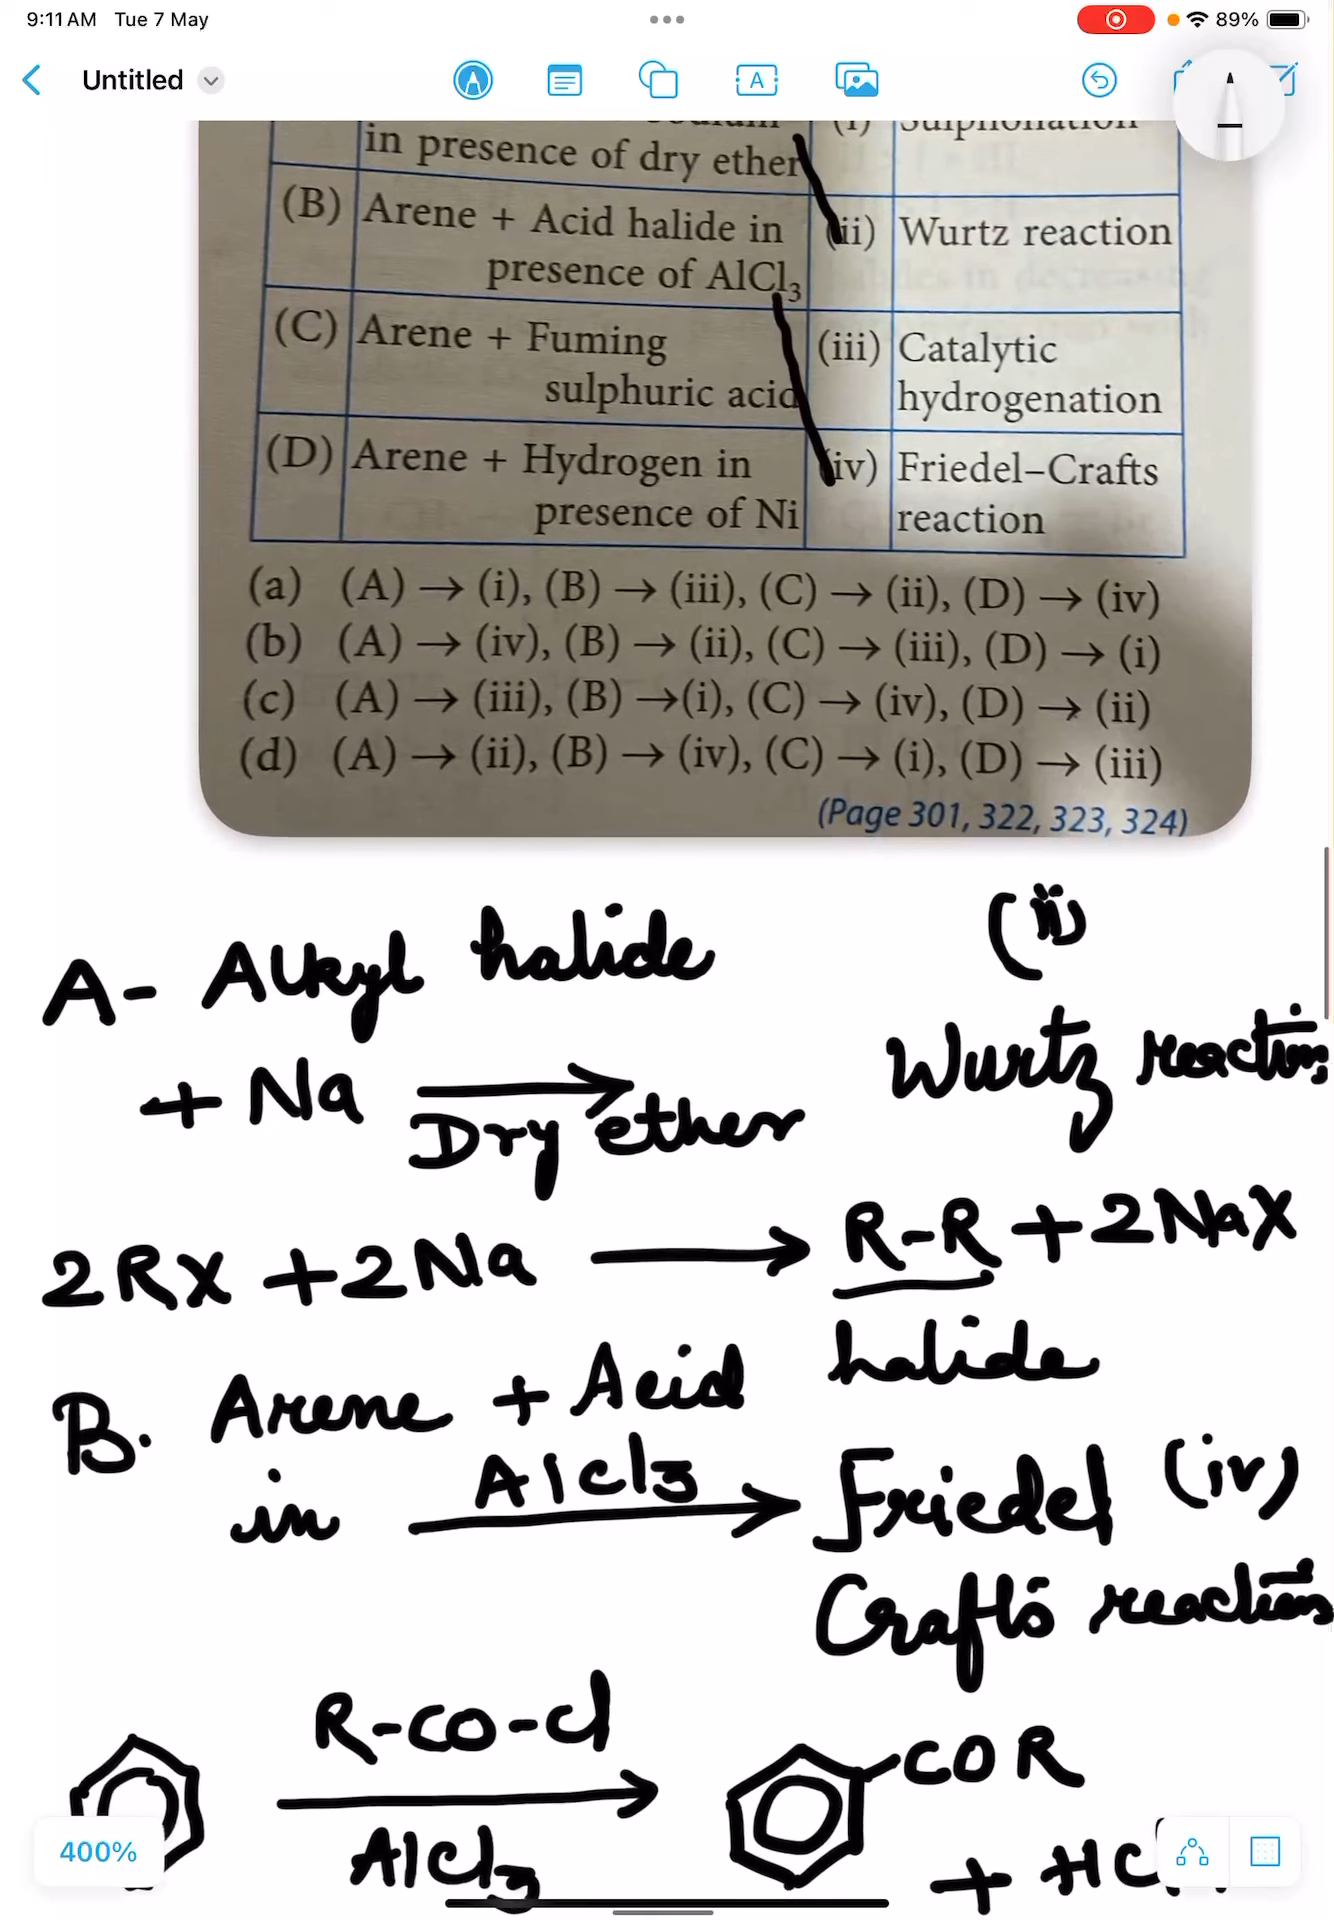 9:11 AM Tue 7 May
89%
Untitled
A
in presence of dry ether
(i) Sulphonation
(B) Arene + Acid halide in
presence of AlCl₃
(ii) Wurtz reaction
(C) Arene + Fuming
sulphuric acid
(iii) Catalytic
hydrogenation
(D) Arene + Hydrogen in
presence of Ni
(iv) Friedel–Crafts
reaction
(a) (A) → (i), (B) → (iii), (C) → (ii), (D) → (iv)
(b) (A) → (iv), (B) → (ii), (C) → (iii), (D) → (i)
(c) (A) → (iii), (B) →(i), (C) → (iv), (D) → (ii)
(d) (A) → (ii), (B) → (iv), (C) → (i), (D) → (iii)
(Page 301, 322, 323, 324)
A- Alkyl halide (ii)
+ Na Dry ether Wurtz reaction
2RX + 2Na → R-R + 2NaX
B. Arene + Acid halide
in AlCl3 → Friedel (iv)
Crafts reaction
R-CO-Cl
COR
AlCl3
+ HC
400%